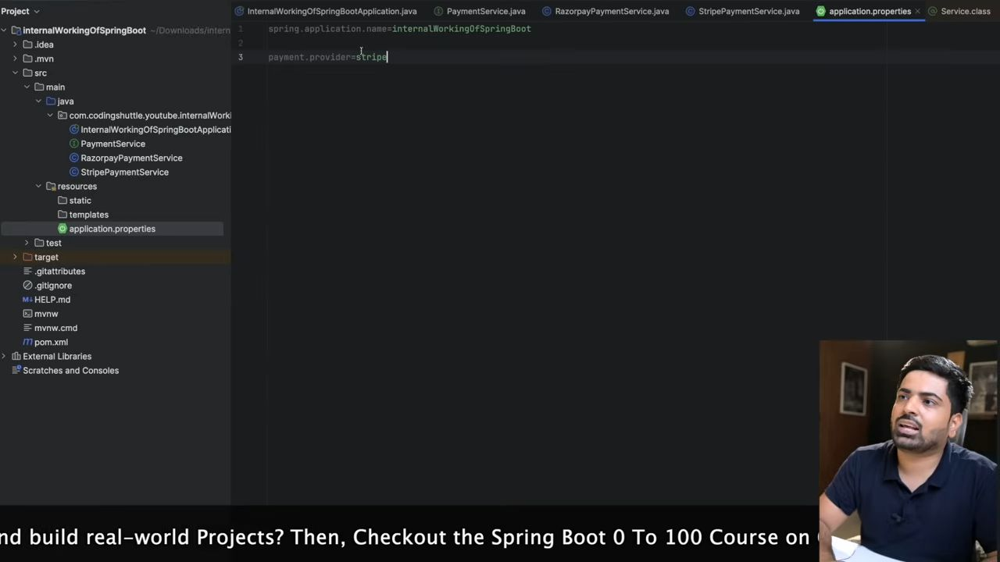 Project
InternalWorkingOfSpringBootApplication.java
PaymentService.java
RazorpayPaymentService.java
StripePaymentService.java
application.properties
Service.class
internalWorkingOfSpringBoot ~/Downloads/intern
.idea
.mvn
src
main
java
com.codingshuttle.youtube.internalWorki
InternalWorkingOfSpringBootApplicati
PaymentService
RazorpayPaymentService
StripePaymentService
resources
static
templates
application.properties
test
target
.gitattributes
.gitignore
HELP.md
mvnw
mvnw.cmd
pom.xml
External Libraries
Scratches and Consoles
1 spring.application.name=internalWorkingOfSpringBoot
2
3 payment.provider=stripe
nd build real-world Projects? Then, Checkout the Spring Boot 0 To 100 Course on